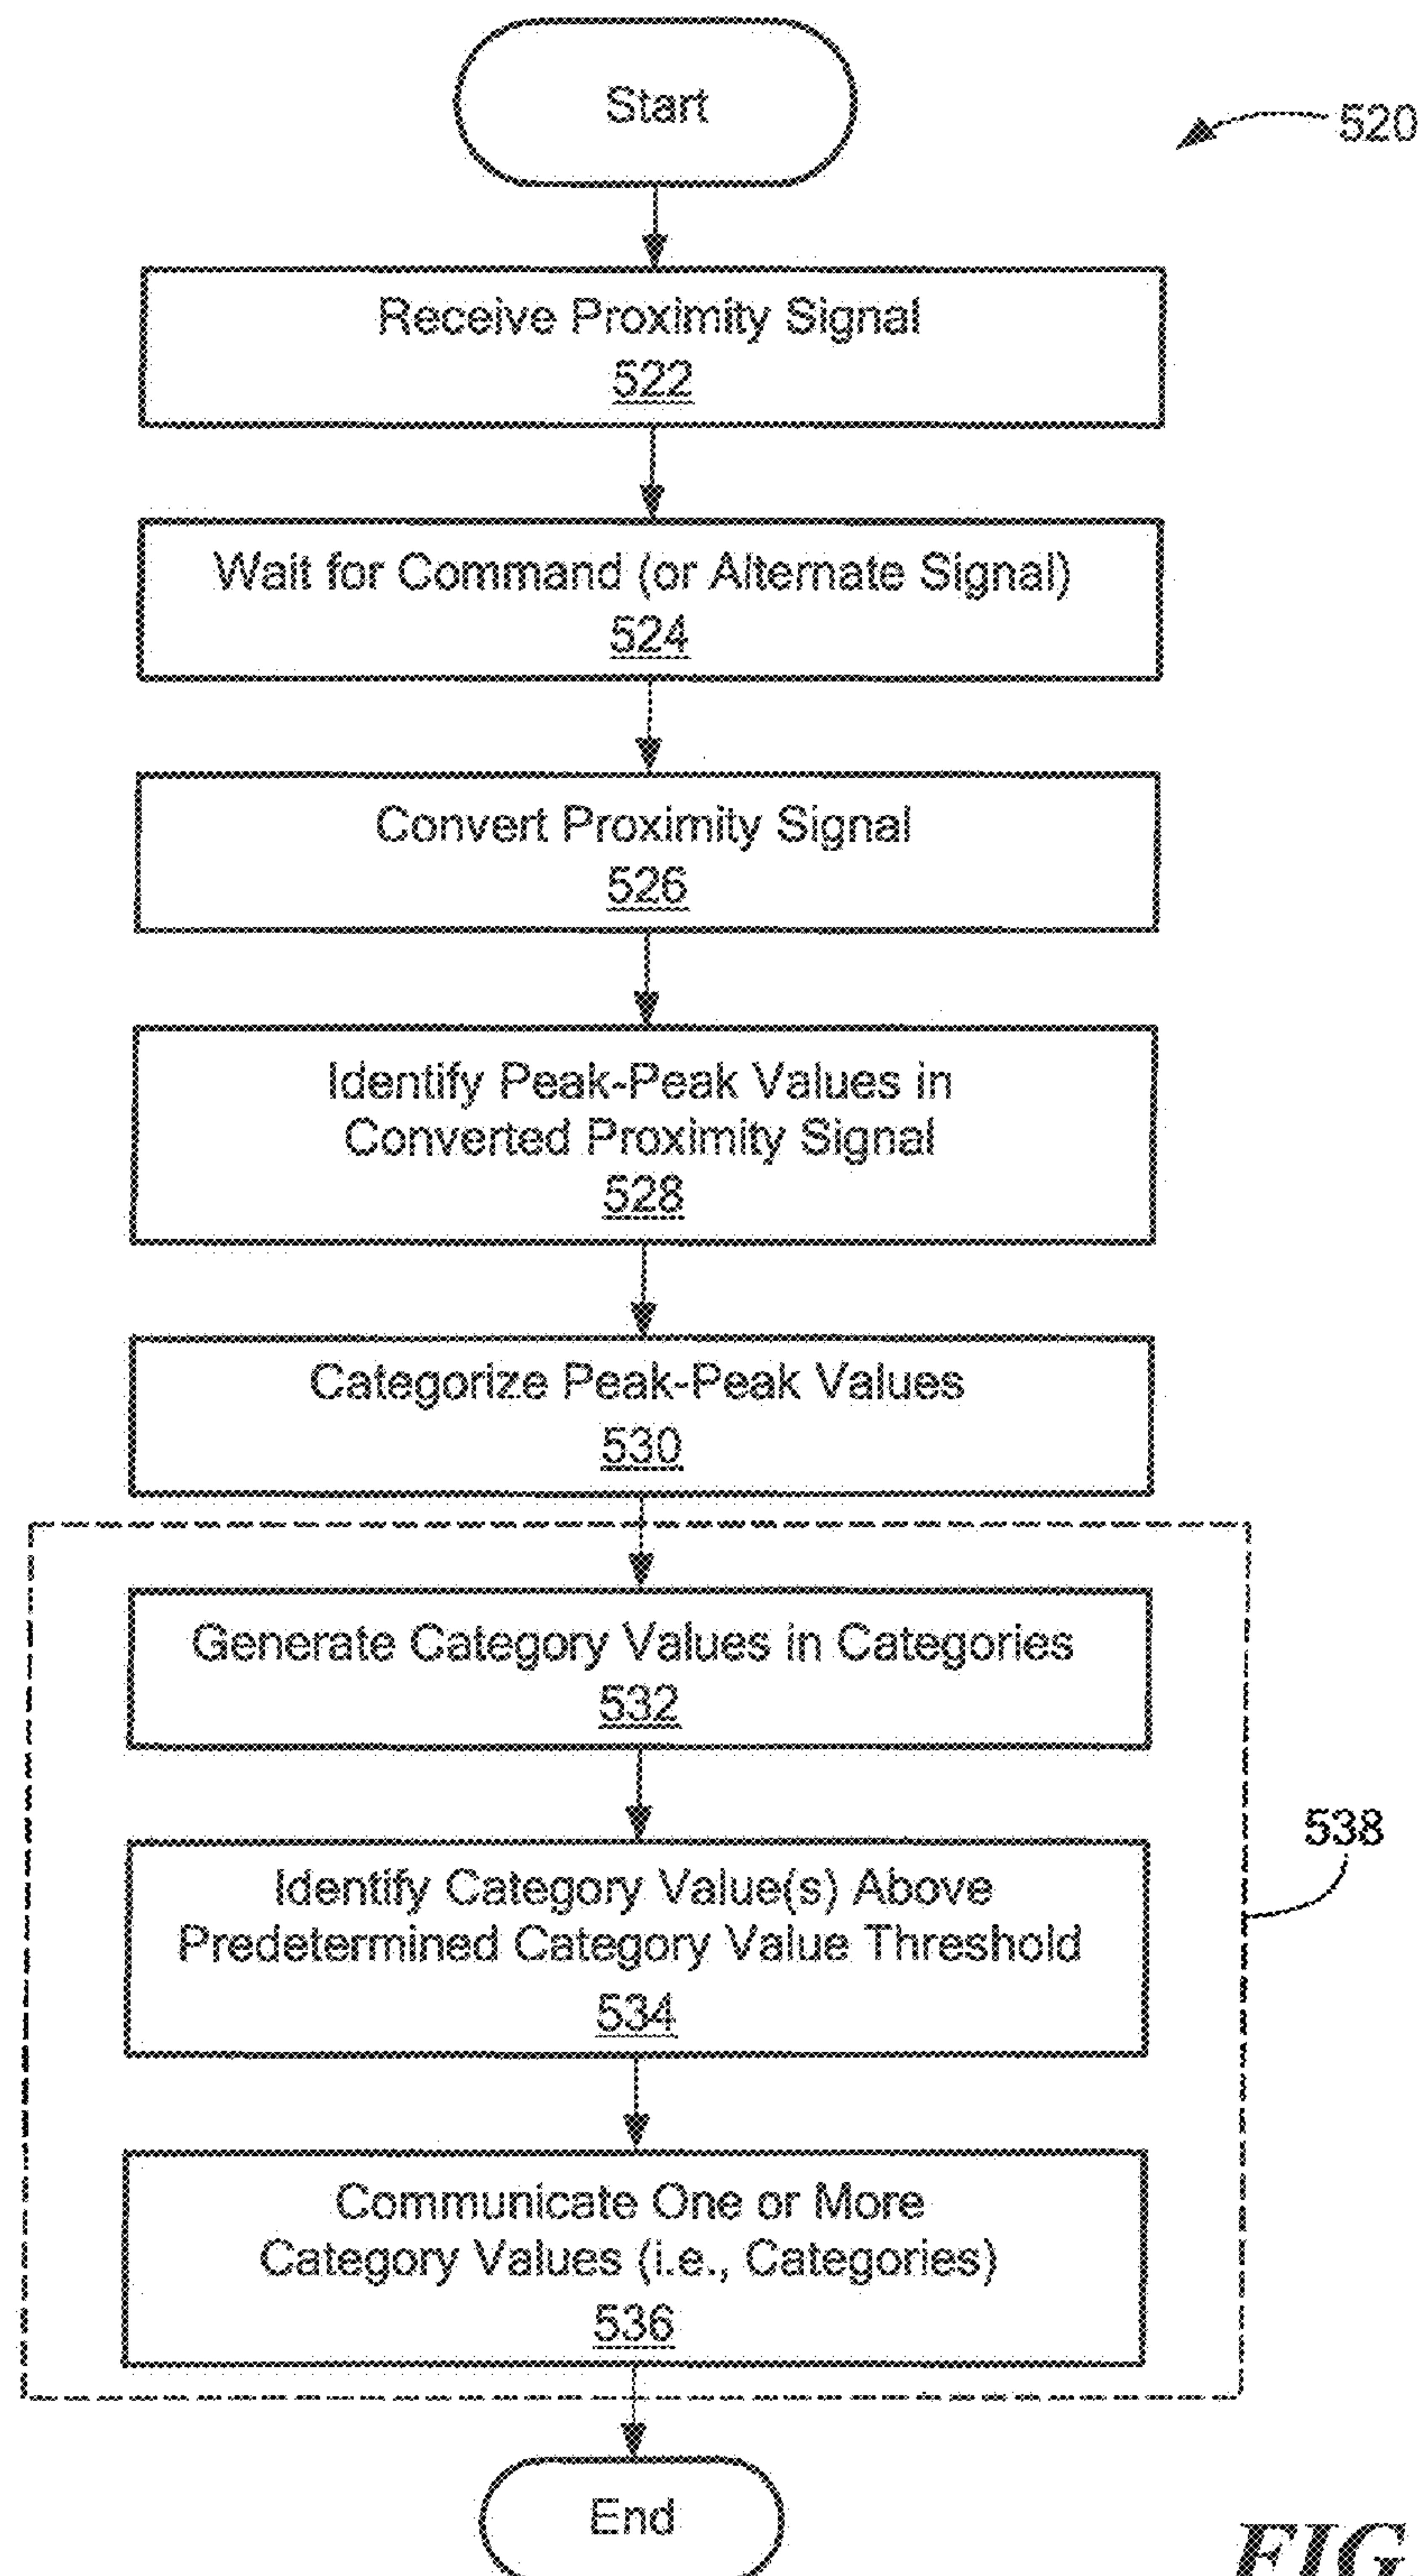 Start
520
Receive Proximity Signal
522
Wait for Command (or Alternate Signal)
524
Convert Proximity Signal
526
Identify Peak-Peak Values in
Converted Proximity Signal
528
Categorize Peak-Peak Values
530
Generate Category Values in Categories
532
538
Identify Category Value(s) Above
Predetermined Category Value Threshold
534
Communicate One or More
Category Values (i.e., Categories)
536
End
FIG